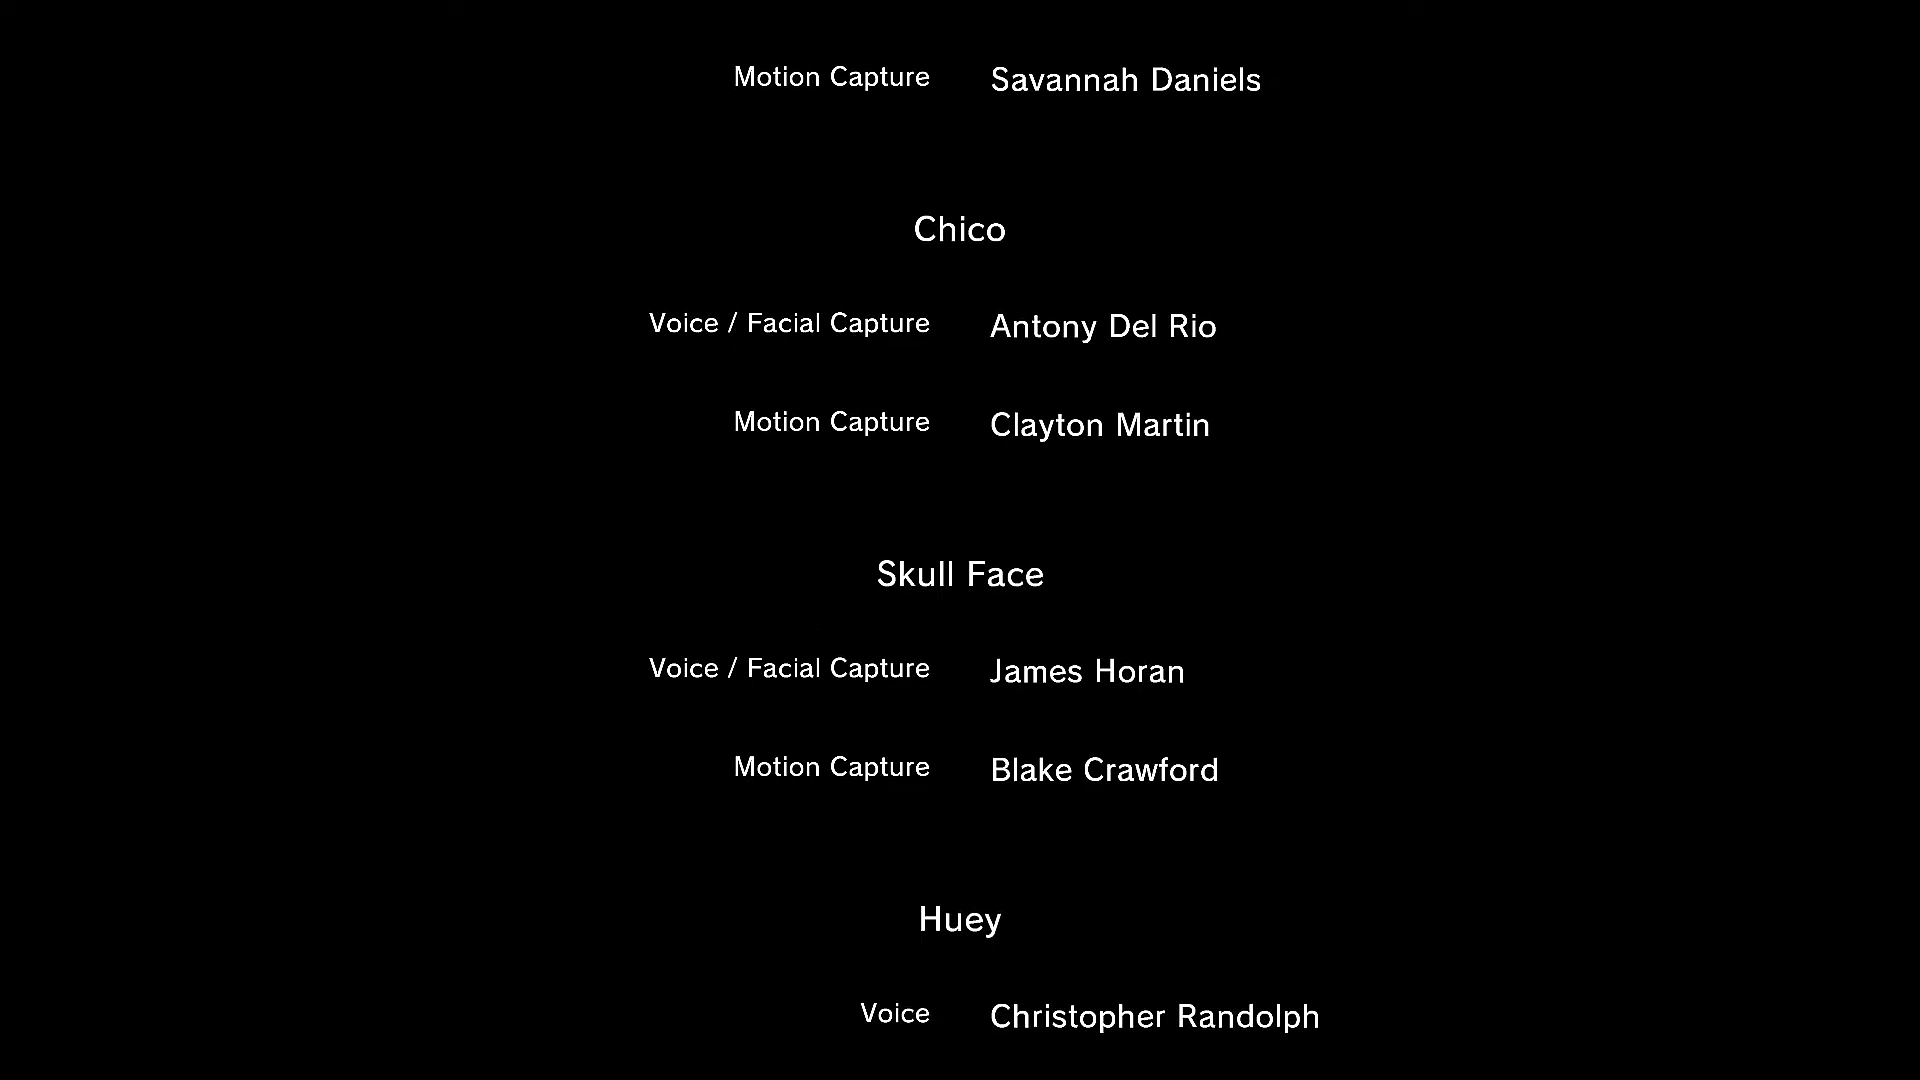 Motion Capture Savannah Daniels
Chico
Voice / Facial Capture Antony Del Rio
Motion Capture Clayton Martin
Skull Face
Voice / Facial Capture James Horan
Motion Capture Blake Crawford
Huey
Voice Christopher Randolph